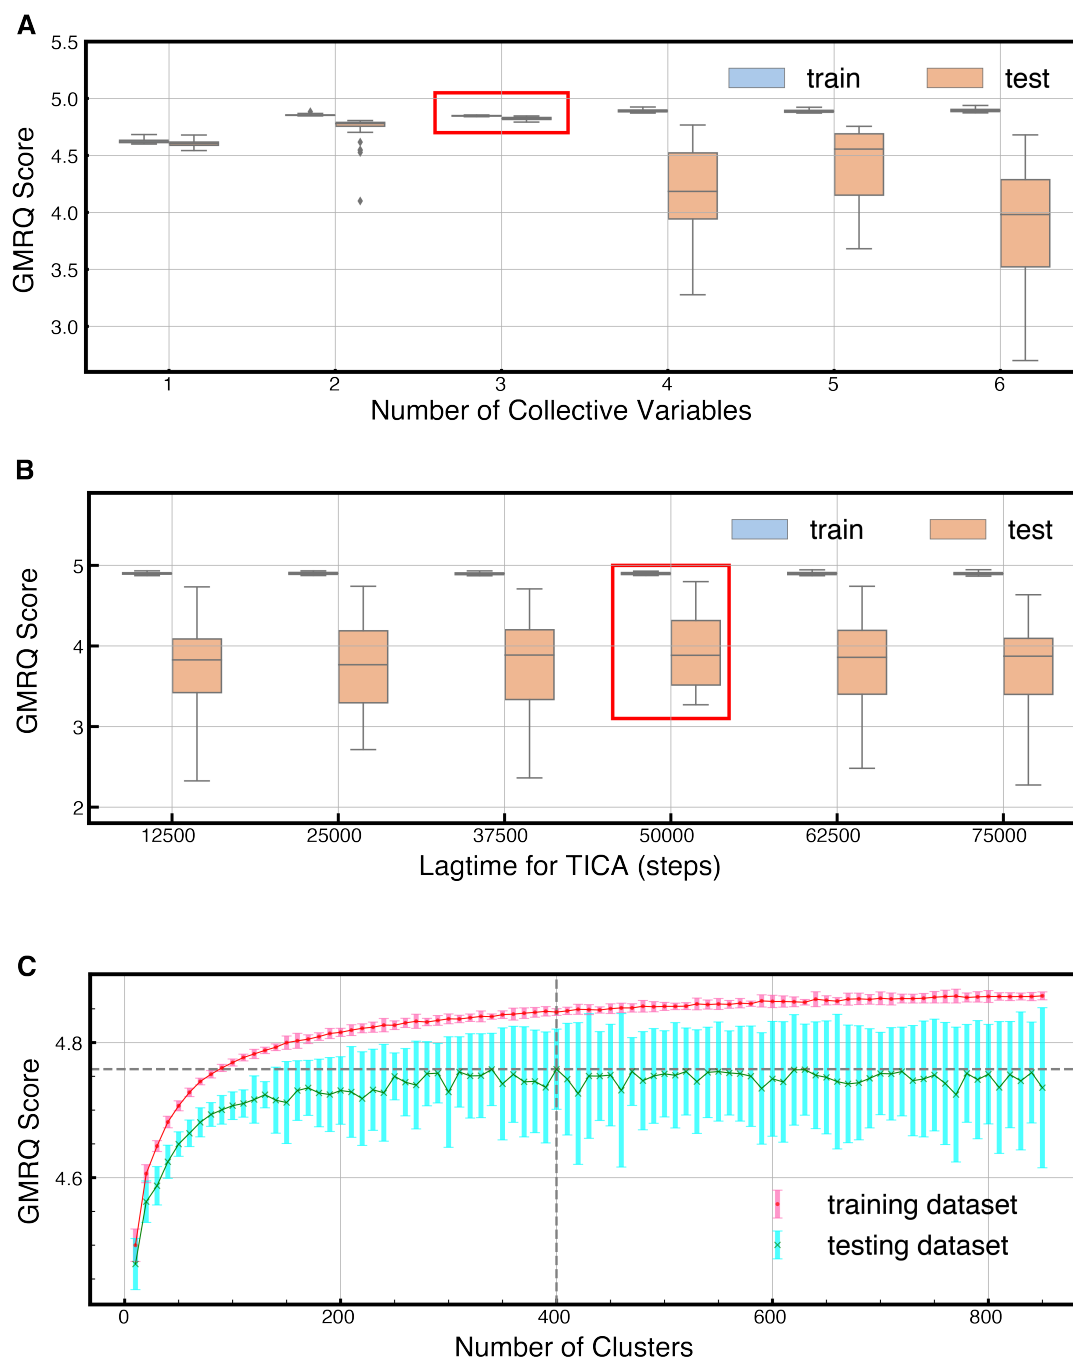 A
5.5
5.0
4.5
4.0
3.5
3.0
GMRQ Score
train
test
1 2 3 4 5 6
Number of Collective Variables
B
5
4
3
2
GMRQ Score
train
test
12500 25000 37500 50000 62500 75000
Lagtime for TICA (steps)
C
4.8
4.6
GMRQ Score
training dataset
testing dataset
0 200 400 600 800
Number of Clusters